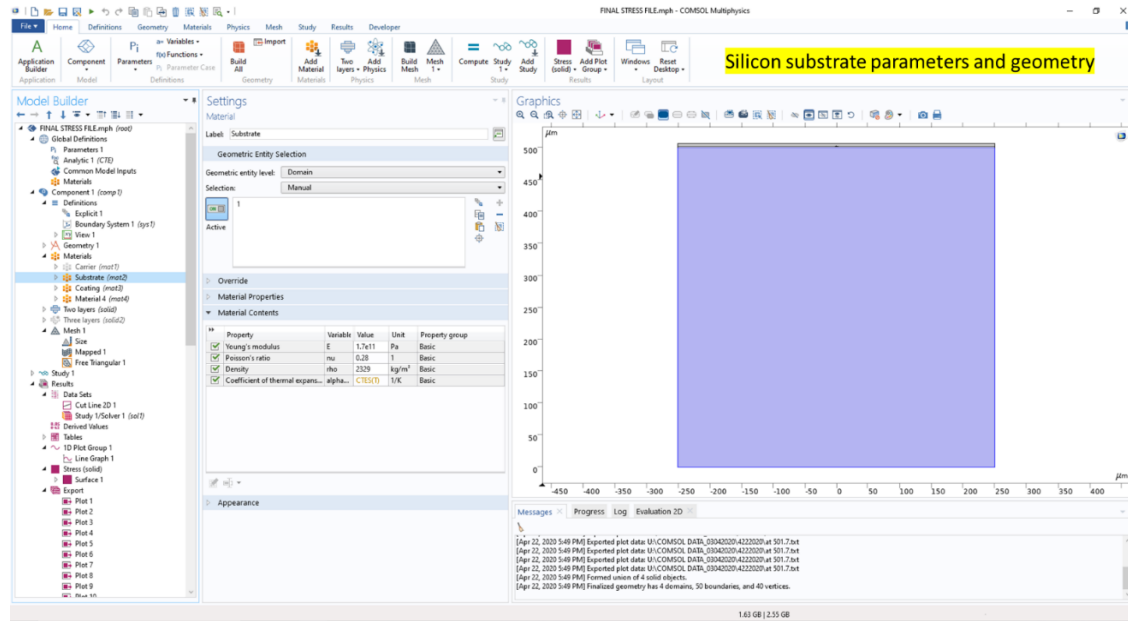 FINAL STRESS FILE.mph - COMSOL Multiphysics
File Home Definitions Geometry Materials Physics Mesh Study Results Developer
Application Builder
Component 1
Parameters
a= Variables
f(x) Functions
Parameter Case
Build All
Import
Add Material
Two layers
Add Physics
Build Mesh
Mesh 1
Compute
Study 1
Add Study
Stress (solid)
Add Plot Group
Windows
Reset Desktop
Application Model Definitions Geometry Materials Physics Mesh Study Results Layout
Silicon substrate parameters and geometry
Model Builder
FINAL STRESS FILE.mph (root)
Global Definitions
Parameters 1
Analytic 1 (CTE)
Common Model Inputs
Materials
Component 1 (comp1)
Definitions
Explicit 1
Boundary System 1 (sys1)
View 1
Geometry 1
Materials
Carrier (mat1)
Substrate (mat2)
Coating (mat3)
Material 4 (mat4)
Two layers (solid)
Three layers (solid2)
Mesh 1
Size
Mapped 1
Free Triangular 1
Study 1
Results
Data Sets
Cut Line 2D 1
Study 1/Solver 1 (sol1)
Derived Values
Tables
1D Plot Group 1
Line Graph 1
Stress (solid)
Surface 1
Export
Plot 1
Plot 2
Plot 3
Plot 4
Plot 5
Plot 6
Plot 7
Plot 8
Plot 9
Plot 10
Settings
Material
Label: Substrate
Geometric Entity Selection
Geometric entity level: Domain
Selection: Manual
1
Active
Override
Material Properties
Material Contents
Property Variable Value Unit Property group
Young's modulus E 1.7e11 Pa Basic
Poisson's ratio nu 0.28 1 Basic
Density rho 2329 kg/m³ Basic
Coefficient of thermal expans... alpha... CTES(T) 1/K Basic
Appearance
Graphics
μm
500
450
400
350
300
250
200
150
100
50
0
μm
-450 -400 -350 -300 -250 -200 -150 -100 -50 0 50 100 150 200 250 300 350 400
Messages Progress Log Evaluation 2D
[Apr 22, 2020 5:49 PM] Exported plot data: U:\COMSOL DATA_03042020\4222020\at 501.7.txt
[Apr 22, 2020 5:49 PM] Exported plot data: U:\COMSOL DATA_03042020\4222020\at 501.7.txt
[Apr 22, 2020 5:49 PM] Exported plot data: U:\COMSOL DATA_03042020\4222020\at 501.7.txt
[Apr 22, 2020 5:49 PM] Formed union of 4 solid objects.
[Apr 22, 2020 5:49 PM] Finalized geometry has 4 domains, 50 boundaries, and 40 vertices.
1.63 GB | 2.55 GB